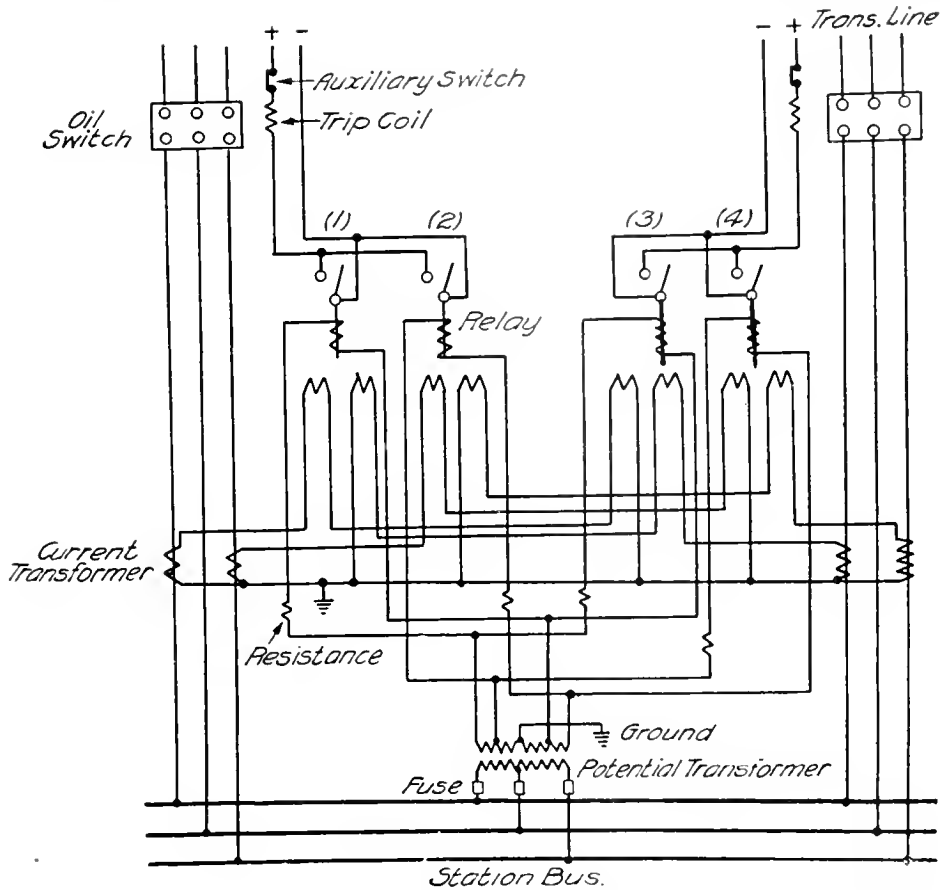 + - - + Trans. Line
Auxiliary Switch
Oil
Switch
Trip Coil
(1) (2) (3) (4)
Relay
Current
Transformer
Resistance
Ground
Potential Transformer
Fuse
Station Bus.